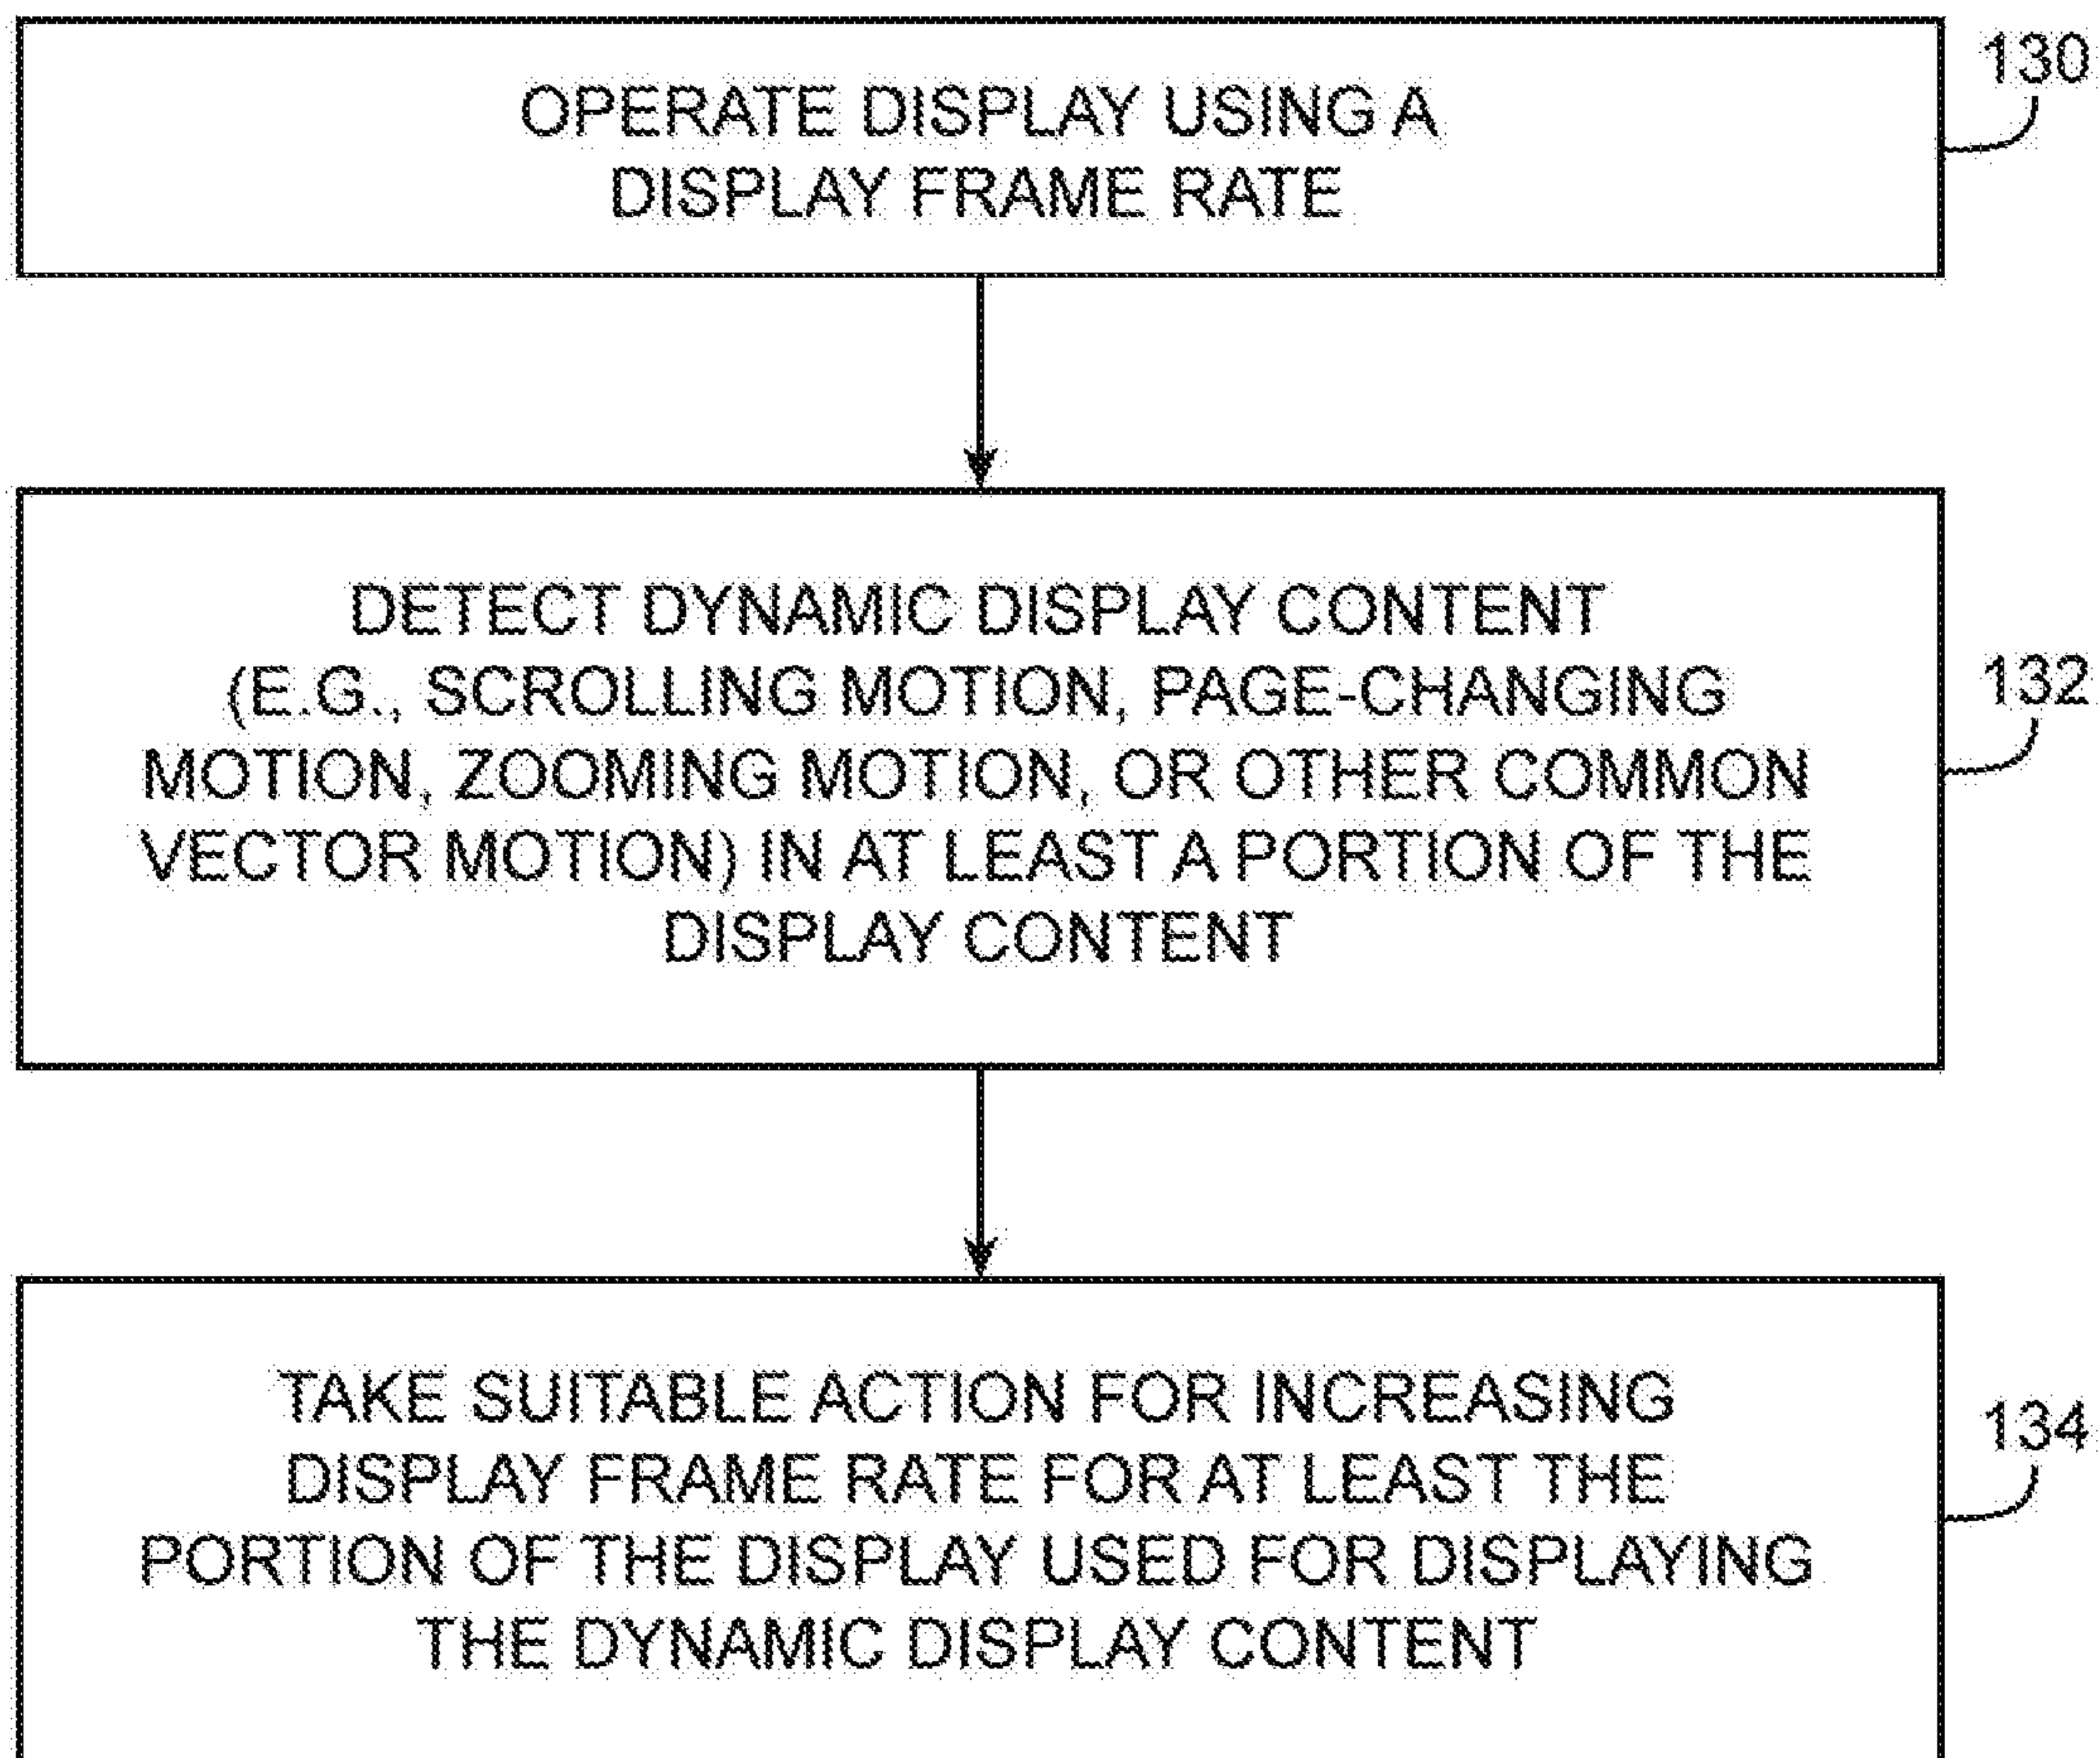 130
OPERATE DISPLAY USING A
DISPLAY FRAME RATE
DETECT DYNAMIC DISPLAY CONTENT
(E.G., SCROLLING MOTION, PAGE-CHANGING
132
MOTION, ZOOMING MOTION, OR OTHER COMMON
VECTOR MOTION) IN AT LEAST A PORTION OF THE
DISPLAY CONTENT
TAKE SUITABLE ACTION FOR INCREASING
134
DISPLAY FRAME RATE FOR AT LEAST THE
PORTION OF THE DISPLAY USED FOR DISPLAYING
THE DYNAMIC DISPLAY CONTENT